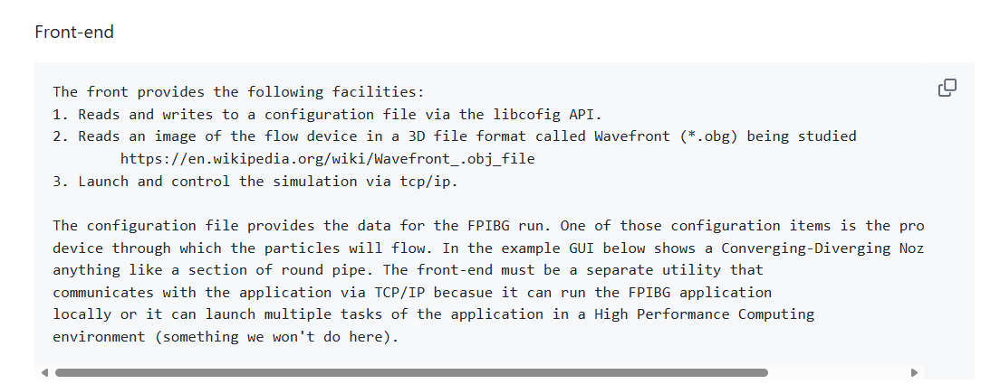 Front-end
The front provides the following facilities:
1. Reads and writes to a configuration file via the libcofig API.
2. Reads an image of the flow device in a 3D file format called Wavefront (*.obg) being studied
https://en.wikipedia.org/wiki/Wavefront_.obj_file
3. Launch and control the simulation via tcp/ip.
The configuration file provides the data for the FPIBG run. One of those configuration items is the pro
device through which the particles will flow. In the example GUI below shows a Converging-Diverging Noz
anything like a section of round pipe. The front-end must be a separate utility that
communicates with the application via TCP/IP becasue it can run the FPIBG application
locally or it can launch multiple tasks of the application in a High Performance Computing
environment (something we won't do here).